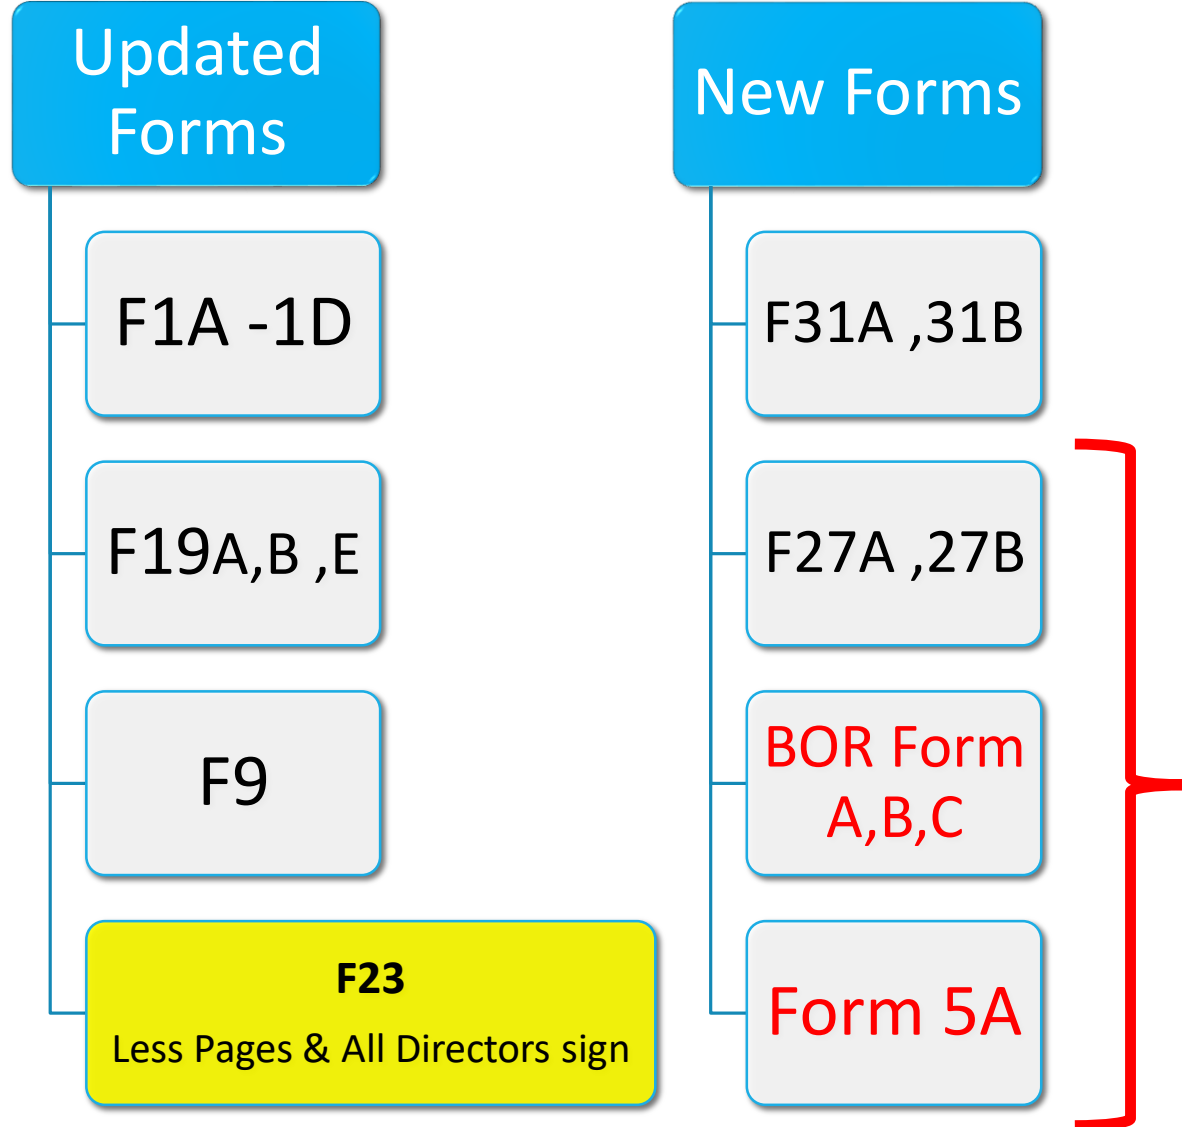 Updated
Forms
F1A -1D
F19A,B ,E
F9
F23
Less Pages & All Directors sign
New Forms
F31A ,31B
F27A ,27B
BOR Form
A,B,C
Form 5A